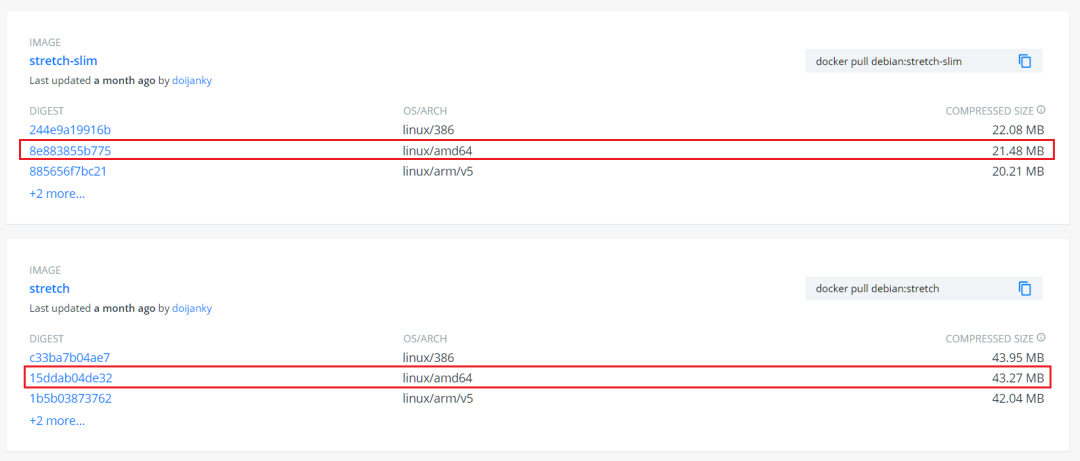 IMAGE
stretch-slim
docker pull debian:stretch-slim
Last updated a month ago by doijanky
DIGEST OS/ARCH COMPRESSED SIZE
244e9a19916b linux/386 22.08 MB
8e883855b775 linux/amd64 21.48 MB
885656f7bc21 linux/arm/v5 20.21 MB
+2 more...
IMAGE
stretch
docker pull debian:stretch
Last updated a month ago by doijanky
DIGEST OS/ARCH COMPRESSED SIZE
c33ba7b04ae7 linux/386 43.95 MB
15ddab04de32 linux/amd64 43.27 MB
1b5b03873762 linux/arm/v5 42.04 MB
+2 more...